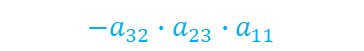 −a₃₂ · a₂₃ · a₁₁